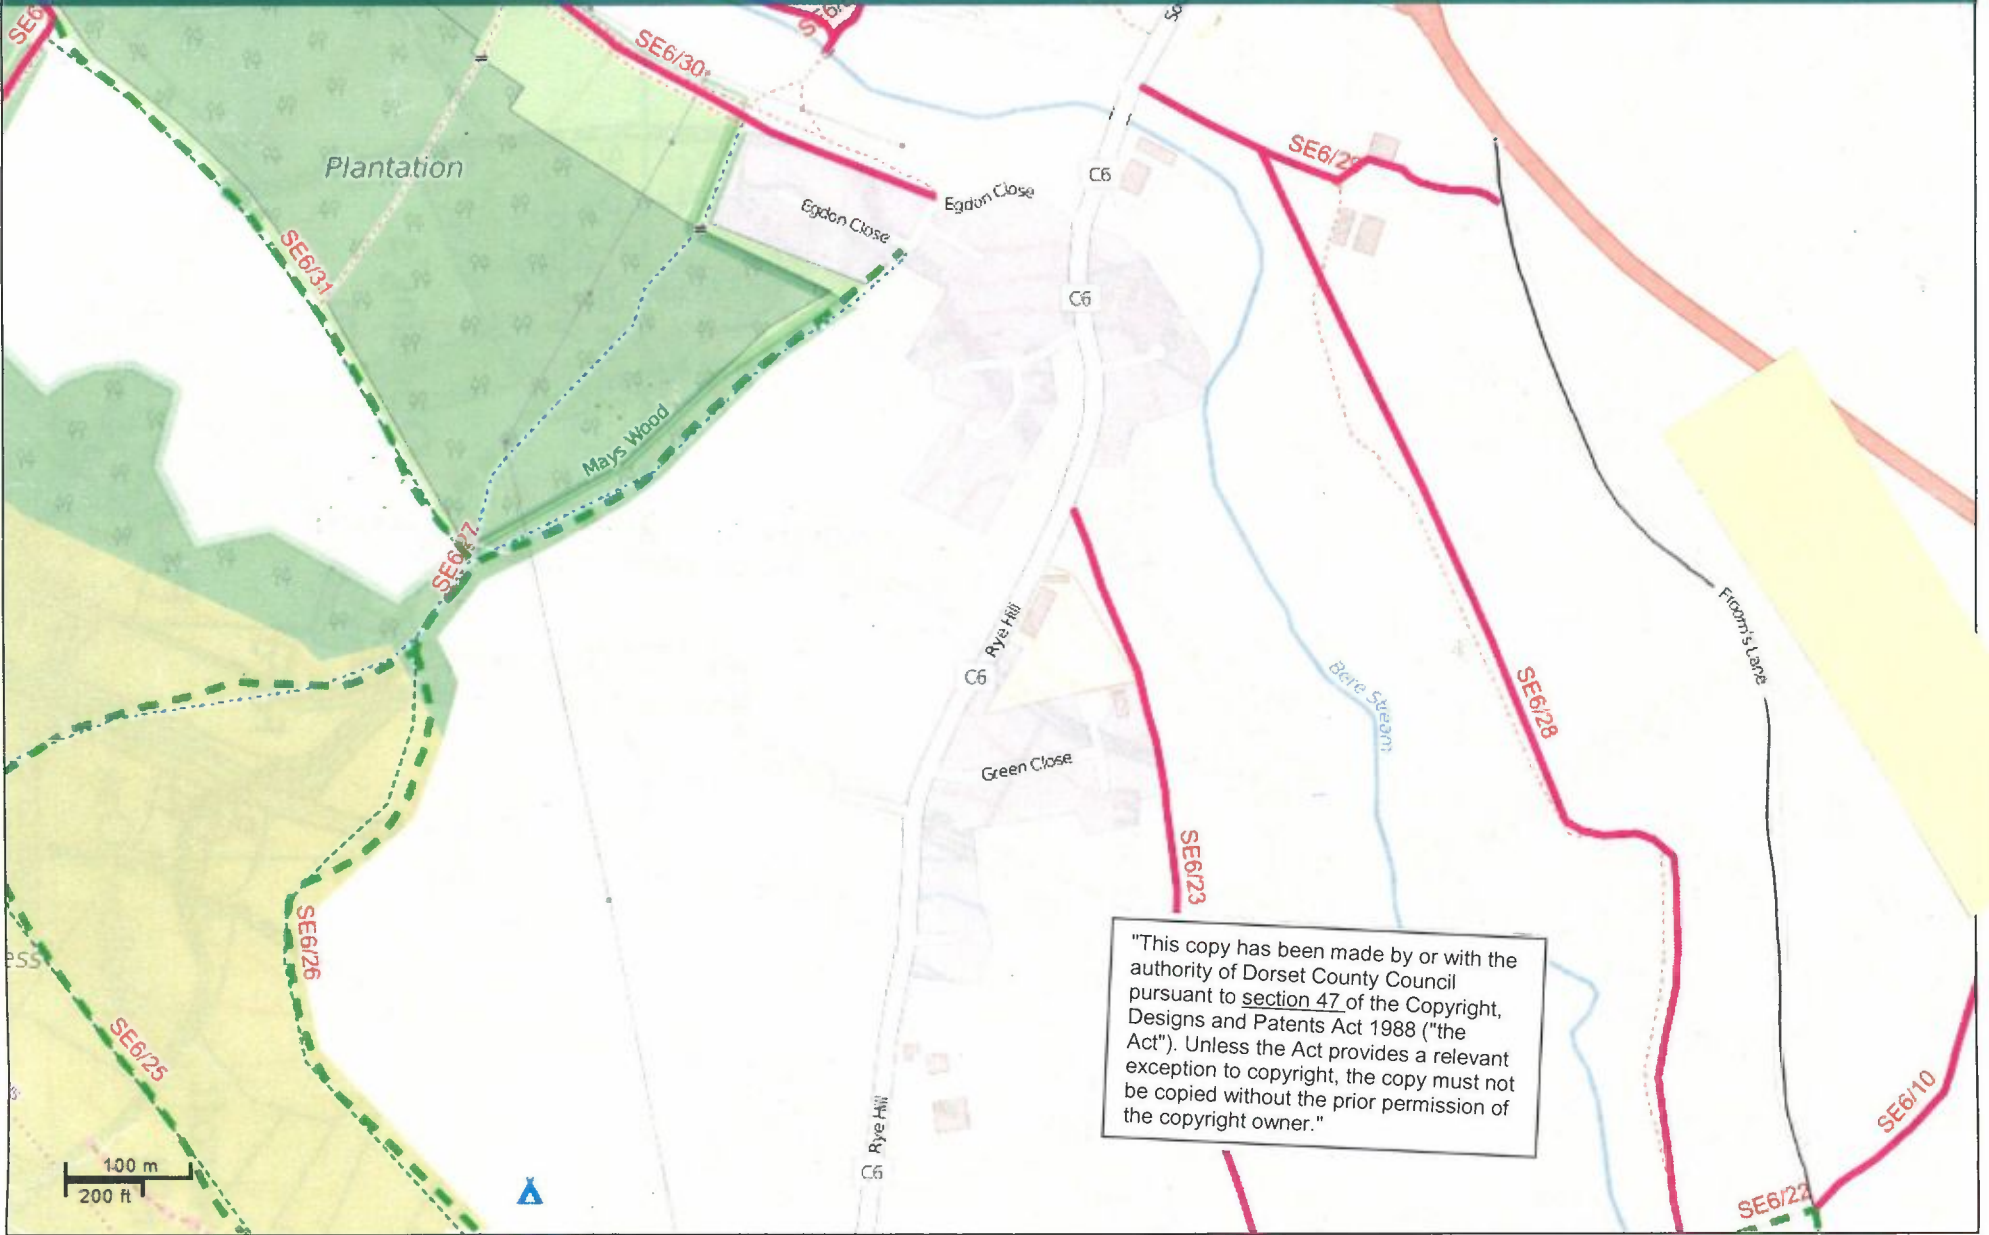 SE6/30
Plantation
SE6/31
Egdon Close
Egdon Close
C6
C6
Mays Wood
SE6/27
Rye Hill
C6
Froom's Lane
Bere Stream
SE6/28
Green Close
SE6/23
SE6/26
SE6/25
"This copy has been made by or with the
authority of Dorset County Council
pursuant to section 47 of the Copyright,
Designs and Patents Act 1988 ("the
Act"). Unless the Act provides a relevant
exception to copyright, the copy must not
be copied without the prior permission of
the copyright owner."
Rye Hill
C6
SE6/10
SE6/22
100 m
200 ft